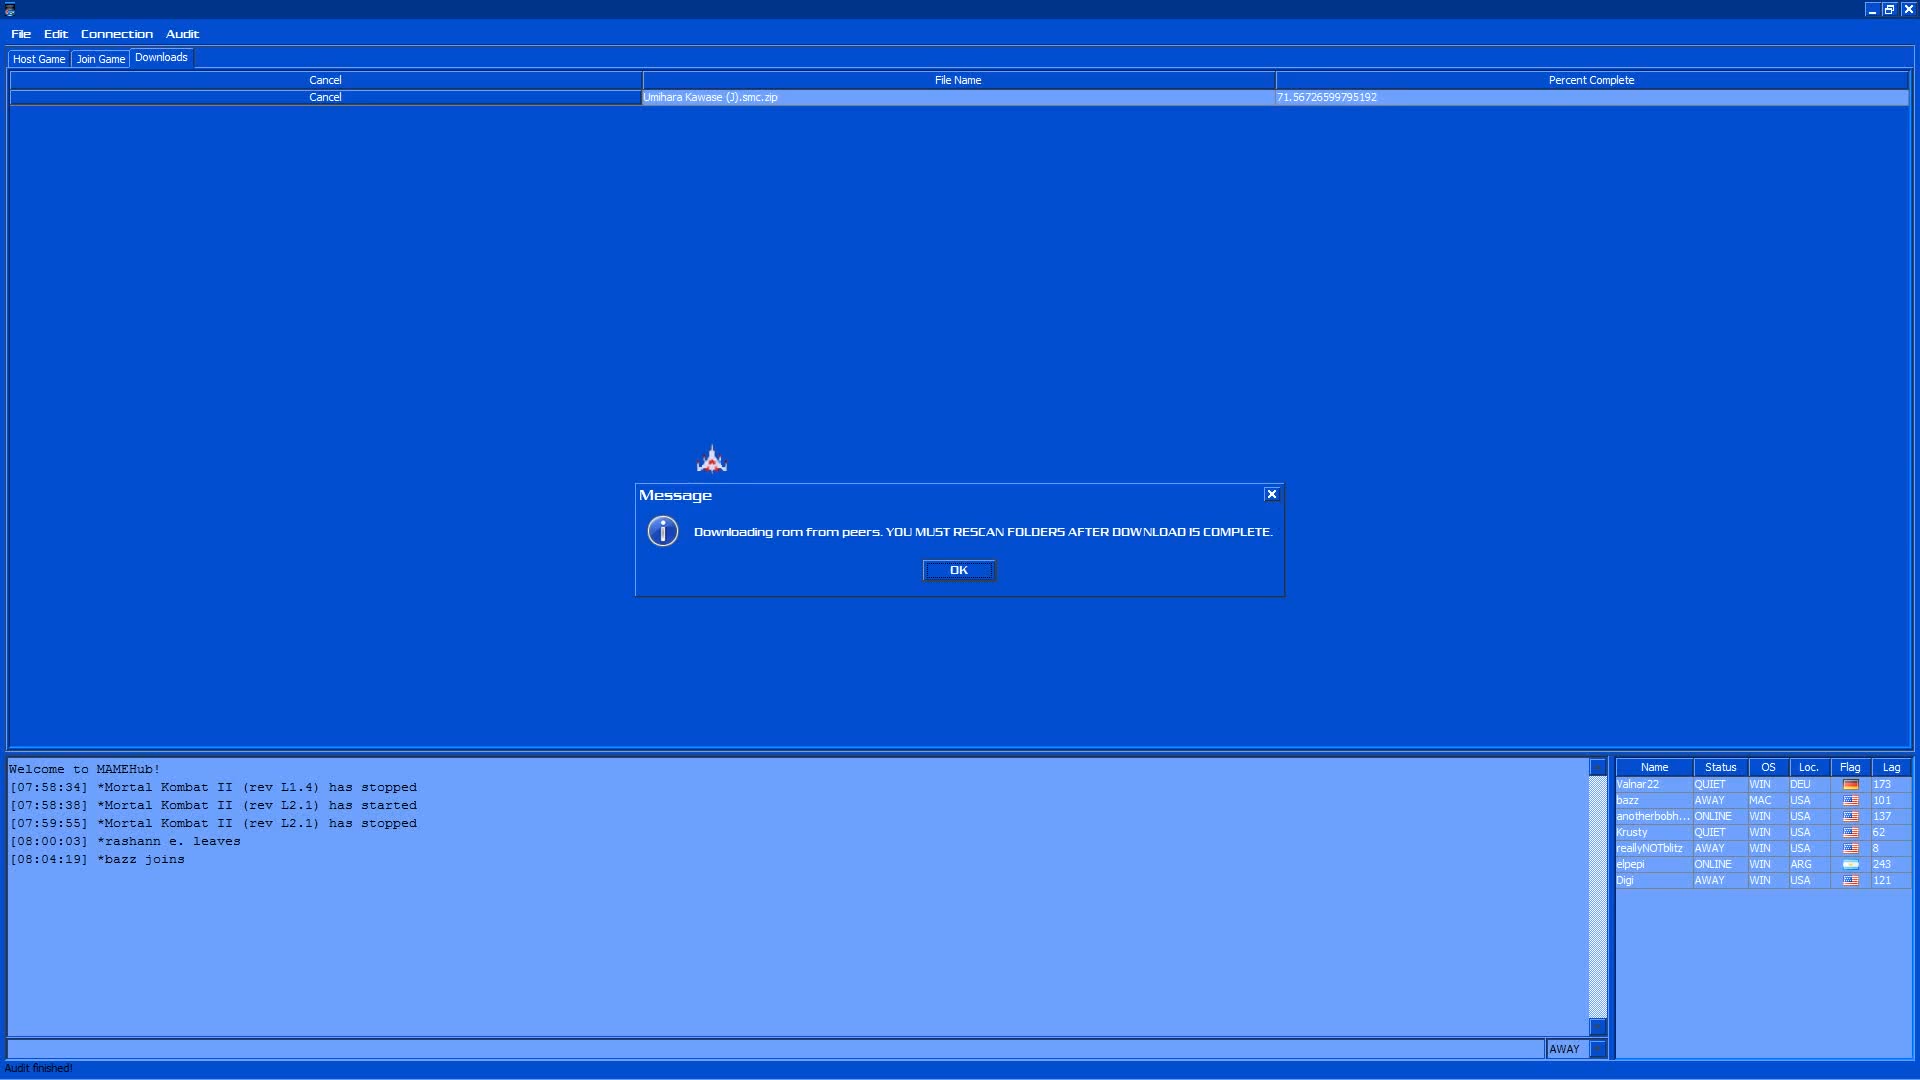 File Edit Connection Audit
Host Game Join Game Downloads
Cancel File Name Percent Complete
Cancel Umihara Kawase (J).smc.zip 71.56726599795192
Message
Downloading rom from peers. YOU MUST RESCAN FOLDERS AFTER DOWNLOAD IS COMPLETE.
OK
Welcome to MAMEHub!
[07:58:34] *Mortal Kombat II (rev L1.4) has stopped
[07:58:38] *Mortal Kombat II (rev L2.1) has started
[07:59:55] *Mortal Kombat II (rev L2.1) has stopped
[08:00:03] *rashann e. leaves
[08:04:19] *bazz joins
Name Status OS Loc. Flag Lag
Valnar22 QUIET WIN DEU 173
bazz AWAY MAC USA 101
anotherbobh... ONLINE WIN USA 137
Krusty QUIET WIN USA 62
reallyNOTblitz AWAY WIN USA 8
elpepi ONLINE WIN ARG 243
Digi AWAY WIN USA 121
AWAY
Audit finished!